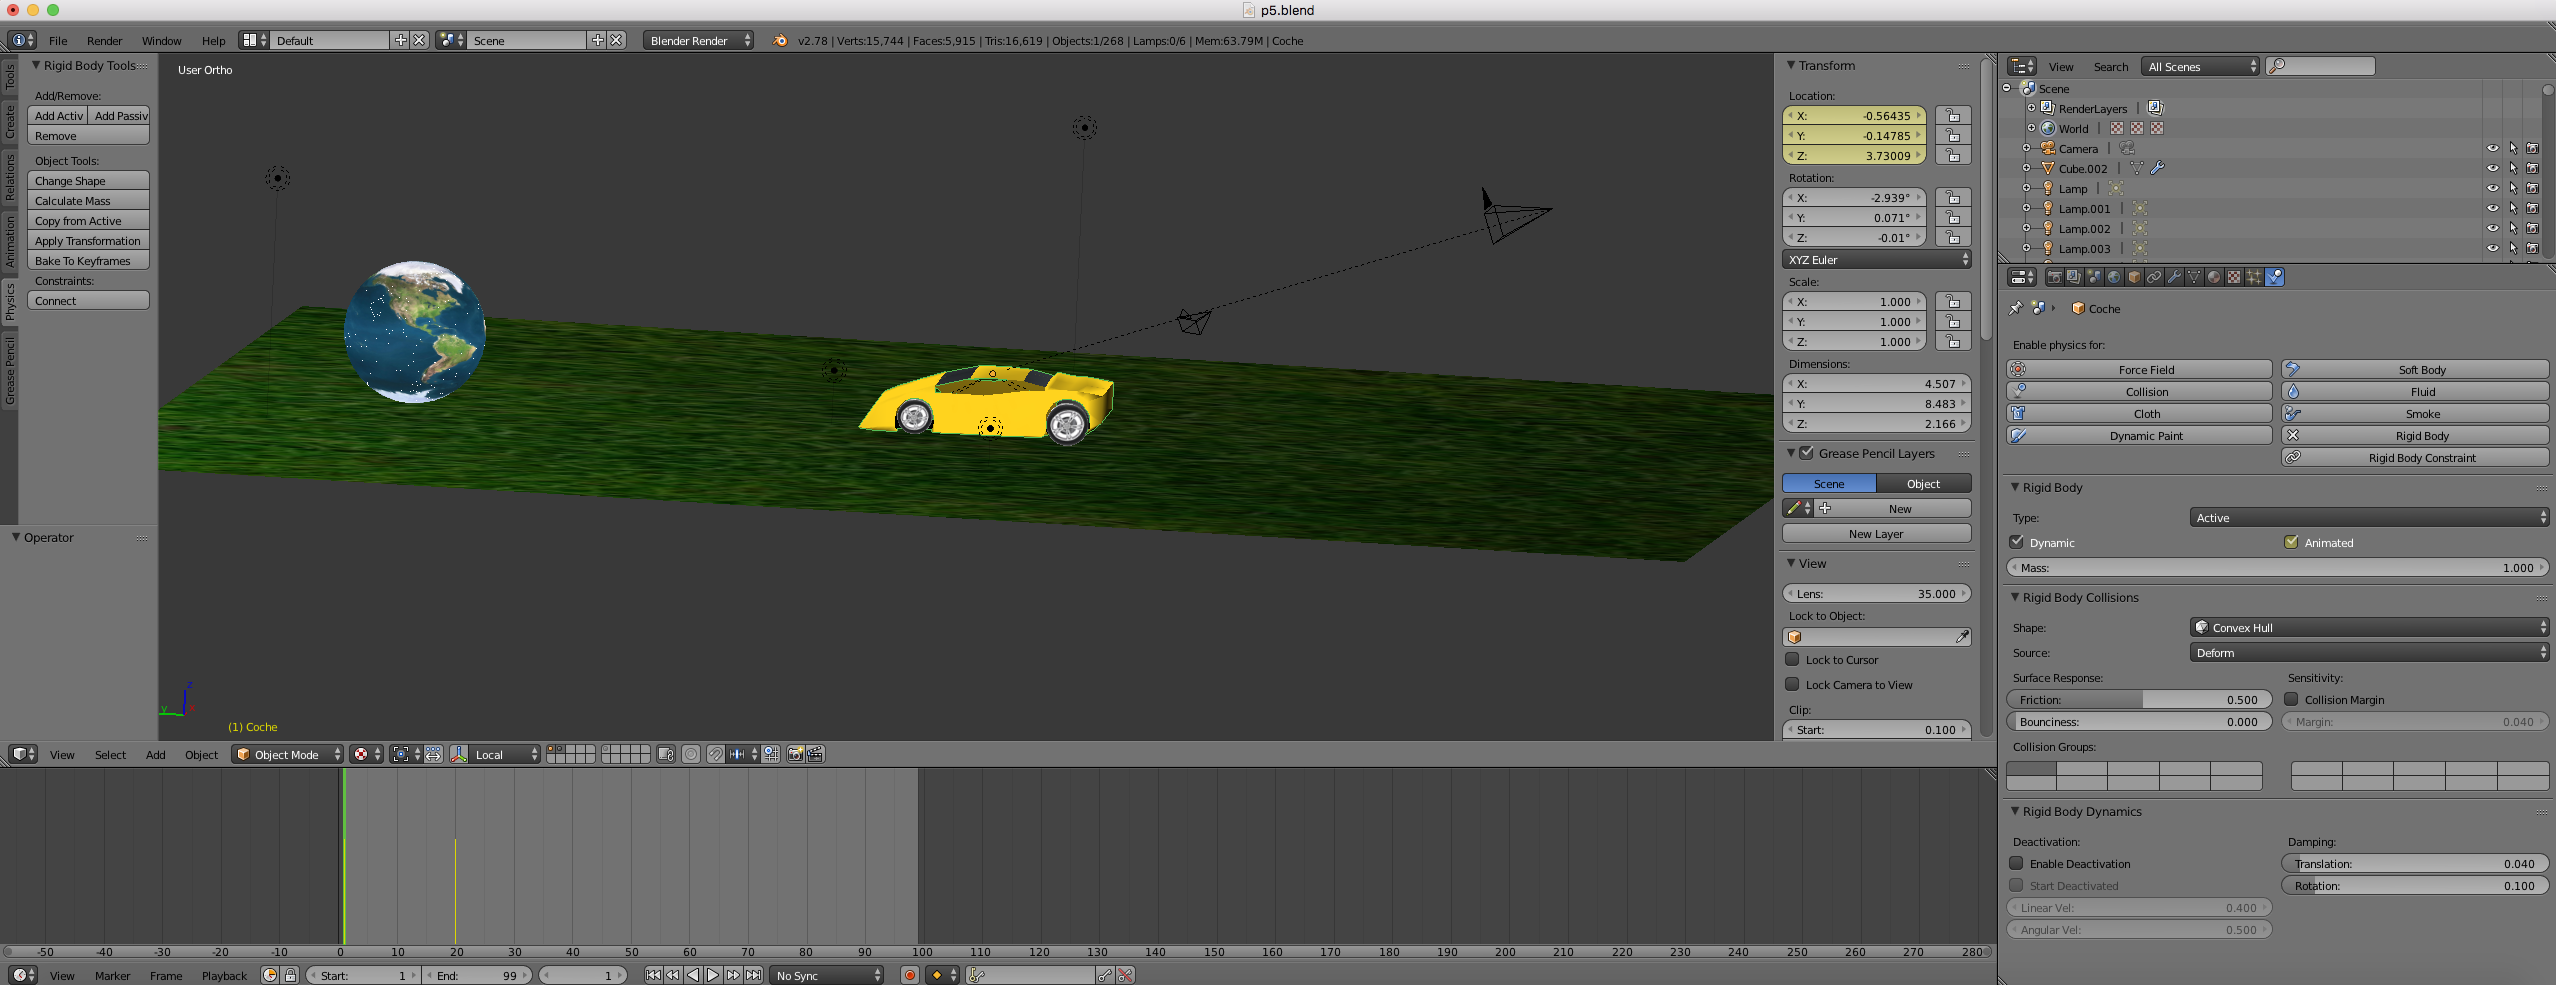 p5.blend
File Render Window Help Default Scene Blender Render v2.78 | Verts:15,744 | Faces:5,915 | Tris:16,619 | Objects:1/268 | Lamps:0/6 | Mem:63.79M | Coche
Tools
Create
Relations
Animation
Physics
Grease Pencil
Rigid Body Tools
Add/Remove:
Add Activ Add Passiv
Remove
Object Tools:
Change Shape
Calculate Mass
Copy from Active
Apply Transformation
Bake To Keyframes
Constraints:
Connect
Operator
User Ortho
z
y
(1) Coche
Transform
Location:
X: -0.56435
Y: -0.14785
Z: 3.73009
Rotation:
X: -2.939°
Y: 0.071°
Z: -0.01°
XYZ Euler
Scale:
X: 1.000
Y: 1.000
Z: 1.000
Dimensions:
X: 4.507
Y: 8.483
Z: 2.166
Grease Pencil Layers
Scene Object
New
New Layer
View
Lens: 35.000
Lock to Object:
Lock to Cursor
Lock Camera to View
Clip:
Start: 0.100
View Search All Scenes
Scene
RenderLayers |
World |
Camera |
Cube.002 |
Lamp |
Lamp.001 |
Lamp.002 |
Lamp.003 |
Coche
Enable physics for:
Force Field Soft Body
Collision Fluid
Cloth Smoke
Dynamic Paint Rigid Body
Rigid Body Constraint
Rigid Body
Type: Active
Dynamic Animated
Mass: 1.000
Rigid Body Collisions
Shape: Convex Hull
Source: Deform
Surface Response: Sensitivity:
Friction: 0.500 Collision Margin
Bounciness: 0.000 Margin: 0.040
Collision Groups:
Rigid Body Dynamics
Deactivation: Damping:
Enable Deactivation Translation: 0.040
Start Deactivated Rotation: 0.100
Linear Vel: 0.400
Angular Vel: 0.500
View Select Add Object Object Mode Local
-50 -40 -30 -20 -10 0 10 20 30 40 50 60 70 80 90 100 110 120 130 140 150 160 170 180 190 200 210 220 230 240 250 260 270 280
View Marker Frame Playback Start: 1 End: 99 1 No Sync